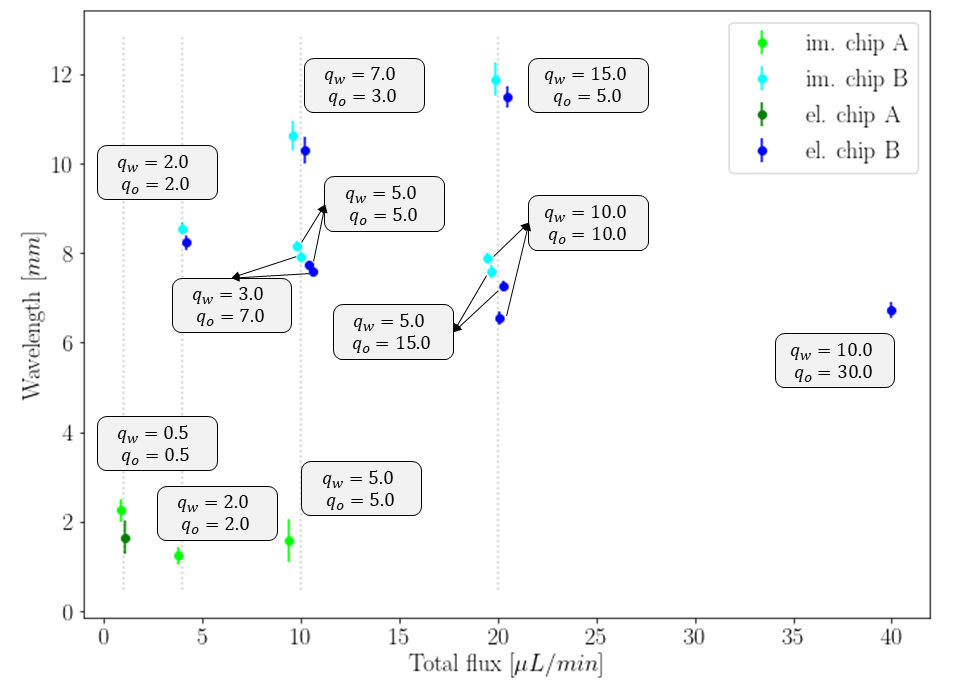 im. chip A
im. chip B
el. chip A
el. chip B
12
10
8
6
4
2
0
Wavelength [mm]
q_w = 7.0
q_o = 3.0
q_w = 15.0
q_o = 5.0
q_w = 2.0
q_o = 2.0
q_w = 5.0
q_o = 5.0
q_w = 10.0
q_o = 10.0
q_w = 3.0
q_o = 7.0
q_w = 5.0
q_o = 15.0
q_w = 10.0
q_o = 30.0
q_w = 0.5
q_o = 0.5
q_w = 5.0
q_o = 5.0
q_w = 2.0
q_o = 2.0
0 5 10 15 20 25 30 35 40
Total flux [μL/min]